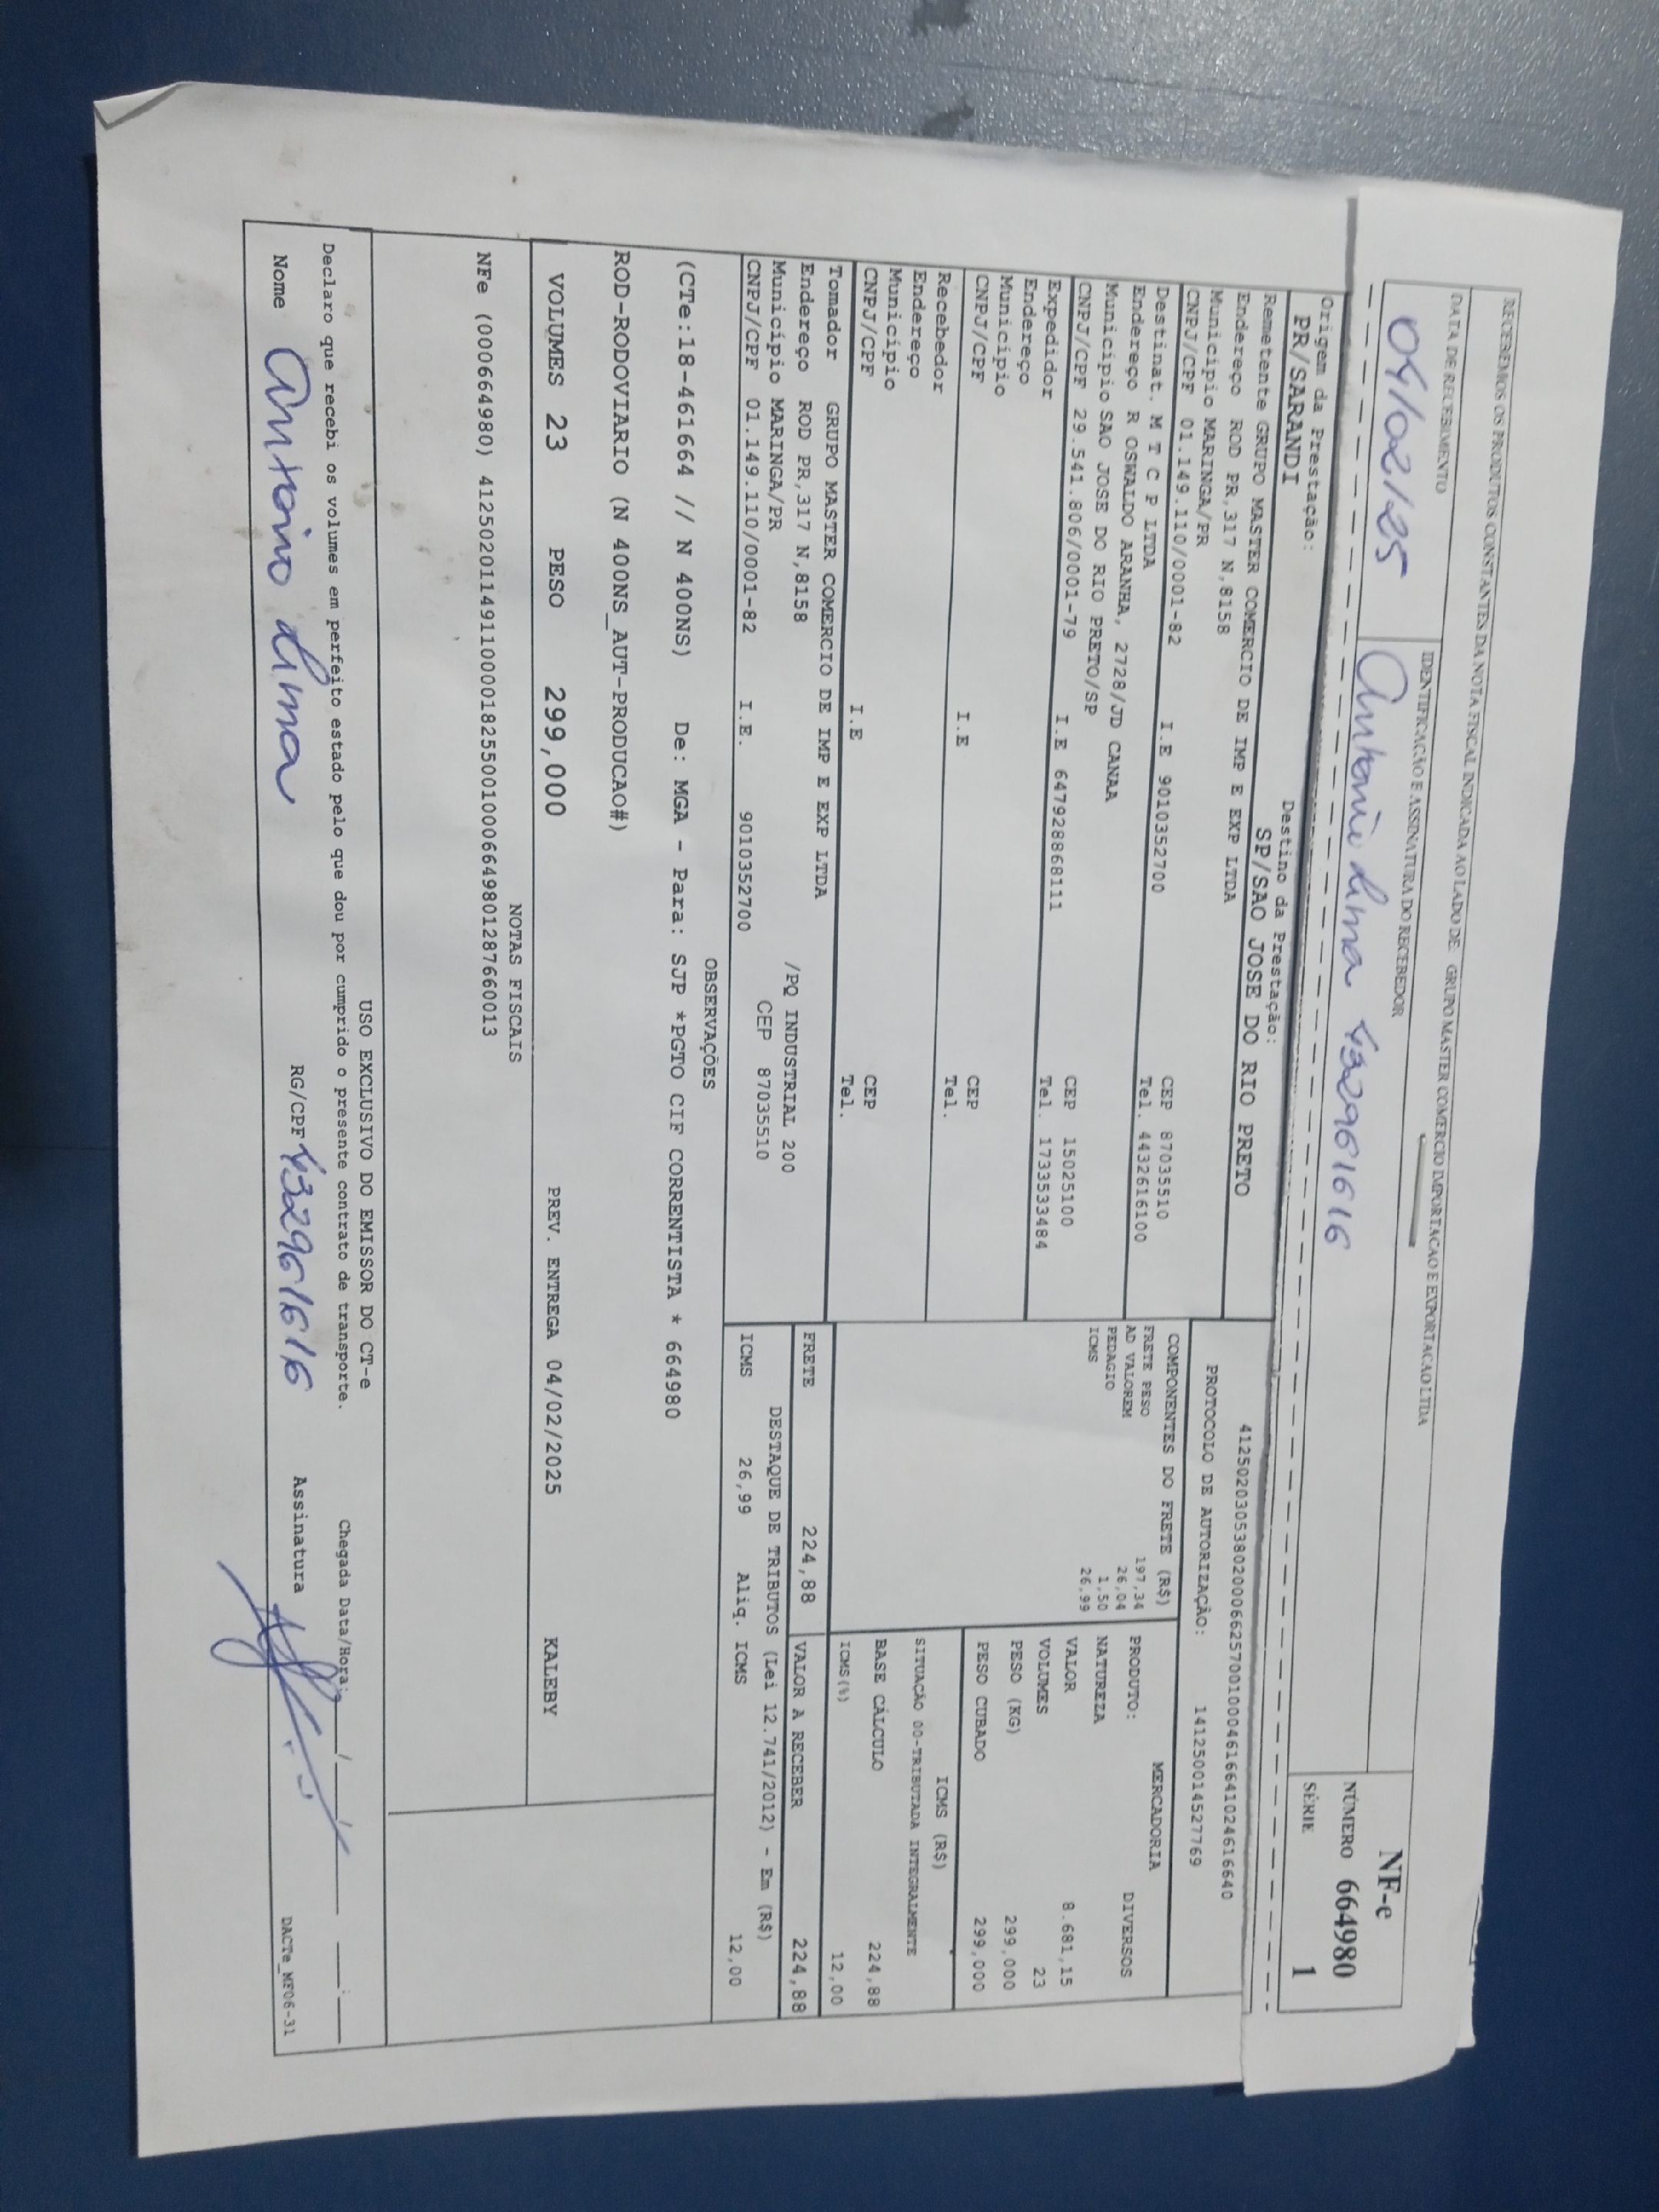 RECEBEMOS OS PRODUTOS CONSTANTES DA NOTA FISCAL INDICADA AO LADO DE: GRUPO MASTER COMERCIO IMPORTACAO E EXPORTACAO LTDA
DATA DE RECEBIMENTO IDENTIFICAÇÃO E ASSINATURA DO RECEBEDOR
04/02/25 Antonio Lima 432961616
NF-e
NÚMERO 664980
SÉRIE 1
Origem da Prestação: Destino da Prestação:
PR/SARANDI SP/SAO JOSE DO RIO PRETO
Remetente GRUPO MASTER COMERCIO DE IMP E EXP LTDA
Endereço ROD PR,317 N,8158
Município MARINGA/PR CEP 87035510
CNPJ/CPF 01.149.110/0001-82 I.E 9010352700 Tel. 4432616100
Destinat. M T C P LTDA
Endereço R OSWALDO ARANHA, 2728/JD CANAA
Município SAO JOSE DO RIO PRETO/SP CEP 15025100
CNPJ/CPF 29.541.806/0001-79 I.E 647928868111 Tel. 1733533484
Expedidor
Endereço
Município CEP
CNPJ/CPF I.E Tel.
Recebedor
Endereço
Município CEP
CNPJ/CPF I.E Tel.
Tomador GRUPO MASTER COMERCIO DE IMP E EXP LTDA
Endereço ROD PR,317 N,8158 /PQ INDUSTRIAL 200
Município MARINGA/PR CEP 87035510
CNPJ/CPF 01.149.110/0001-82 I.E. 9010352700
41250203053802000662570010004616641024616640
PROTOCOLO DE AUTORIZAÇÃO: 141250014527769
COMPONENTES DO FRETE (R$)
FRETE PESO 197,34
AD VALOREM 26,04
PEDAGIO 1,50
ICMS 26,99
MERCADORIA
PRODUTO: DIVERSOS
NATUREZA
VALOR 8.681,15
VOLUMES 23
PESO (KG) 299,000
PESO CUBADO 299,000
ICMS (R$)
SITUAÇÃO 00-TRIBUTADA INTEGRALMENTE
BASE CÁLCULO 224,88
ICMS(%) 12,00
FRETE 224,88 VALOR A RECEBER 224,88
DESTAQUE DE TRIBUTOS (Lei 12.741/2012) - Em (R$)
ICMS 26,99 Aliq. ICMS 12,00
OBSERVAÇÕES
(CTe:18-461664 // N 400NS) De: MGA - Para: SJP *PGTO CIF CORRENTISTA * 664980
ROD-RODOVIARIO (N 400NS_AUT-PRODUCAO#)
VOLUMES 23 PESO 299,000 PREV. ENTREGA 04/02/2025 KALEBY
NOTAS FISCAIS
NFe (000664980) 41250201149110000182550010006649801287660013
USO EXCLUSIVO DO EMISSOR DO CT-e
Declaro que recebi os volumes em perfeito estado pelo que dou por cumprido o presente contrato de transporte. Chegada Data/Hora:
Nome Antonio Lima RG/CPF 432961616 Assinatura
DACTe_MF06-31